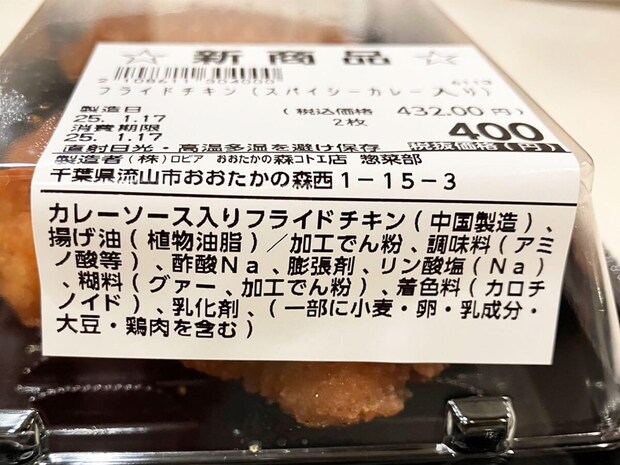 ☆ 新商品 ☆
フライドチキン(スパイシーカレー入り)
製造日
25. 1.17
(税込価格 432.00円)
消費期限
2枚
25. 1.17
400
直射日光・高温多湿を避け保存
税抜価格(円)
製造者(株)ロピア おおたかの森コトエ店 惣菜部
千葉県流山市おおたかの森西1-15-3
カレーソース入りフライドチキン(中国製造)、
揚げ油(植物油脂)/加工でん粉、調味料(アミ
ノ酸等)、酢酸Na、膨張剤、リン酸塩(Na)
、糊料(グァー、加工でん粉)、着色料(カロチ
ノイド)、乳化剤、(一部に小麦・卵・乳成分・
大豆・鶏肉を含む)